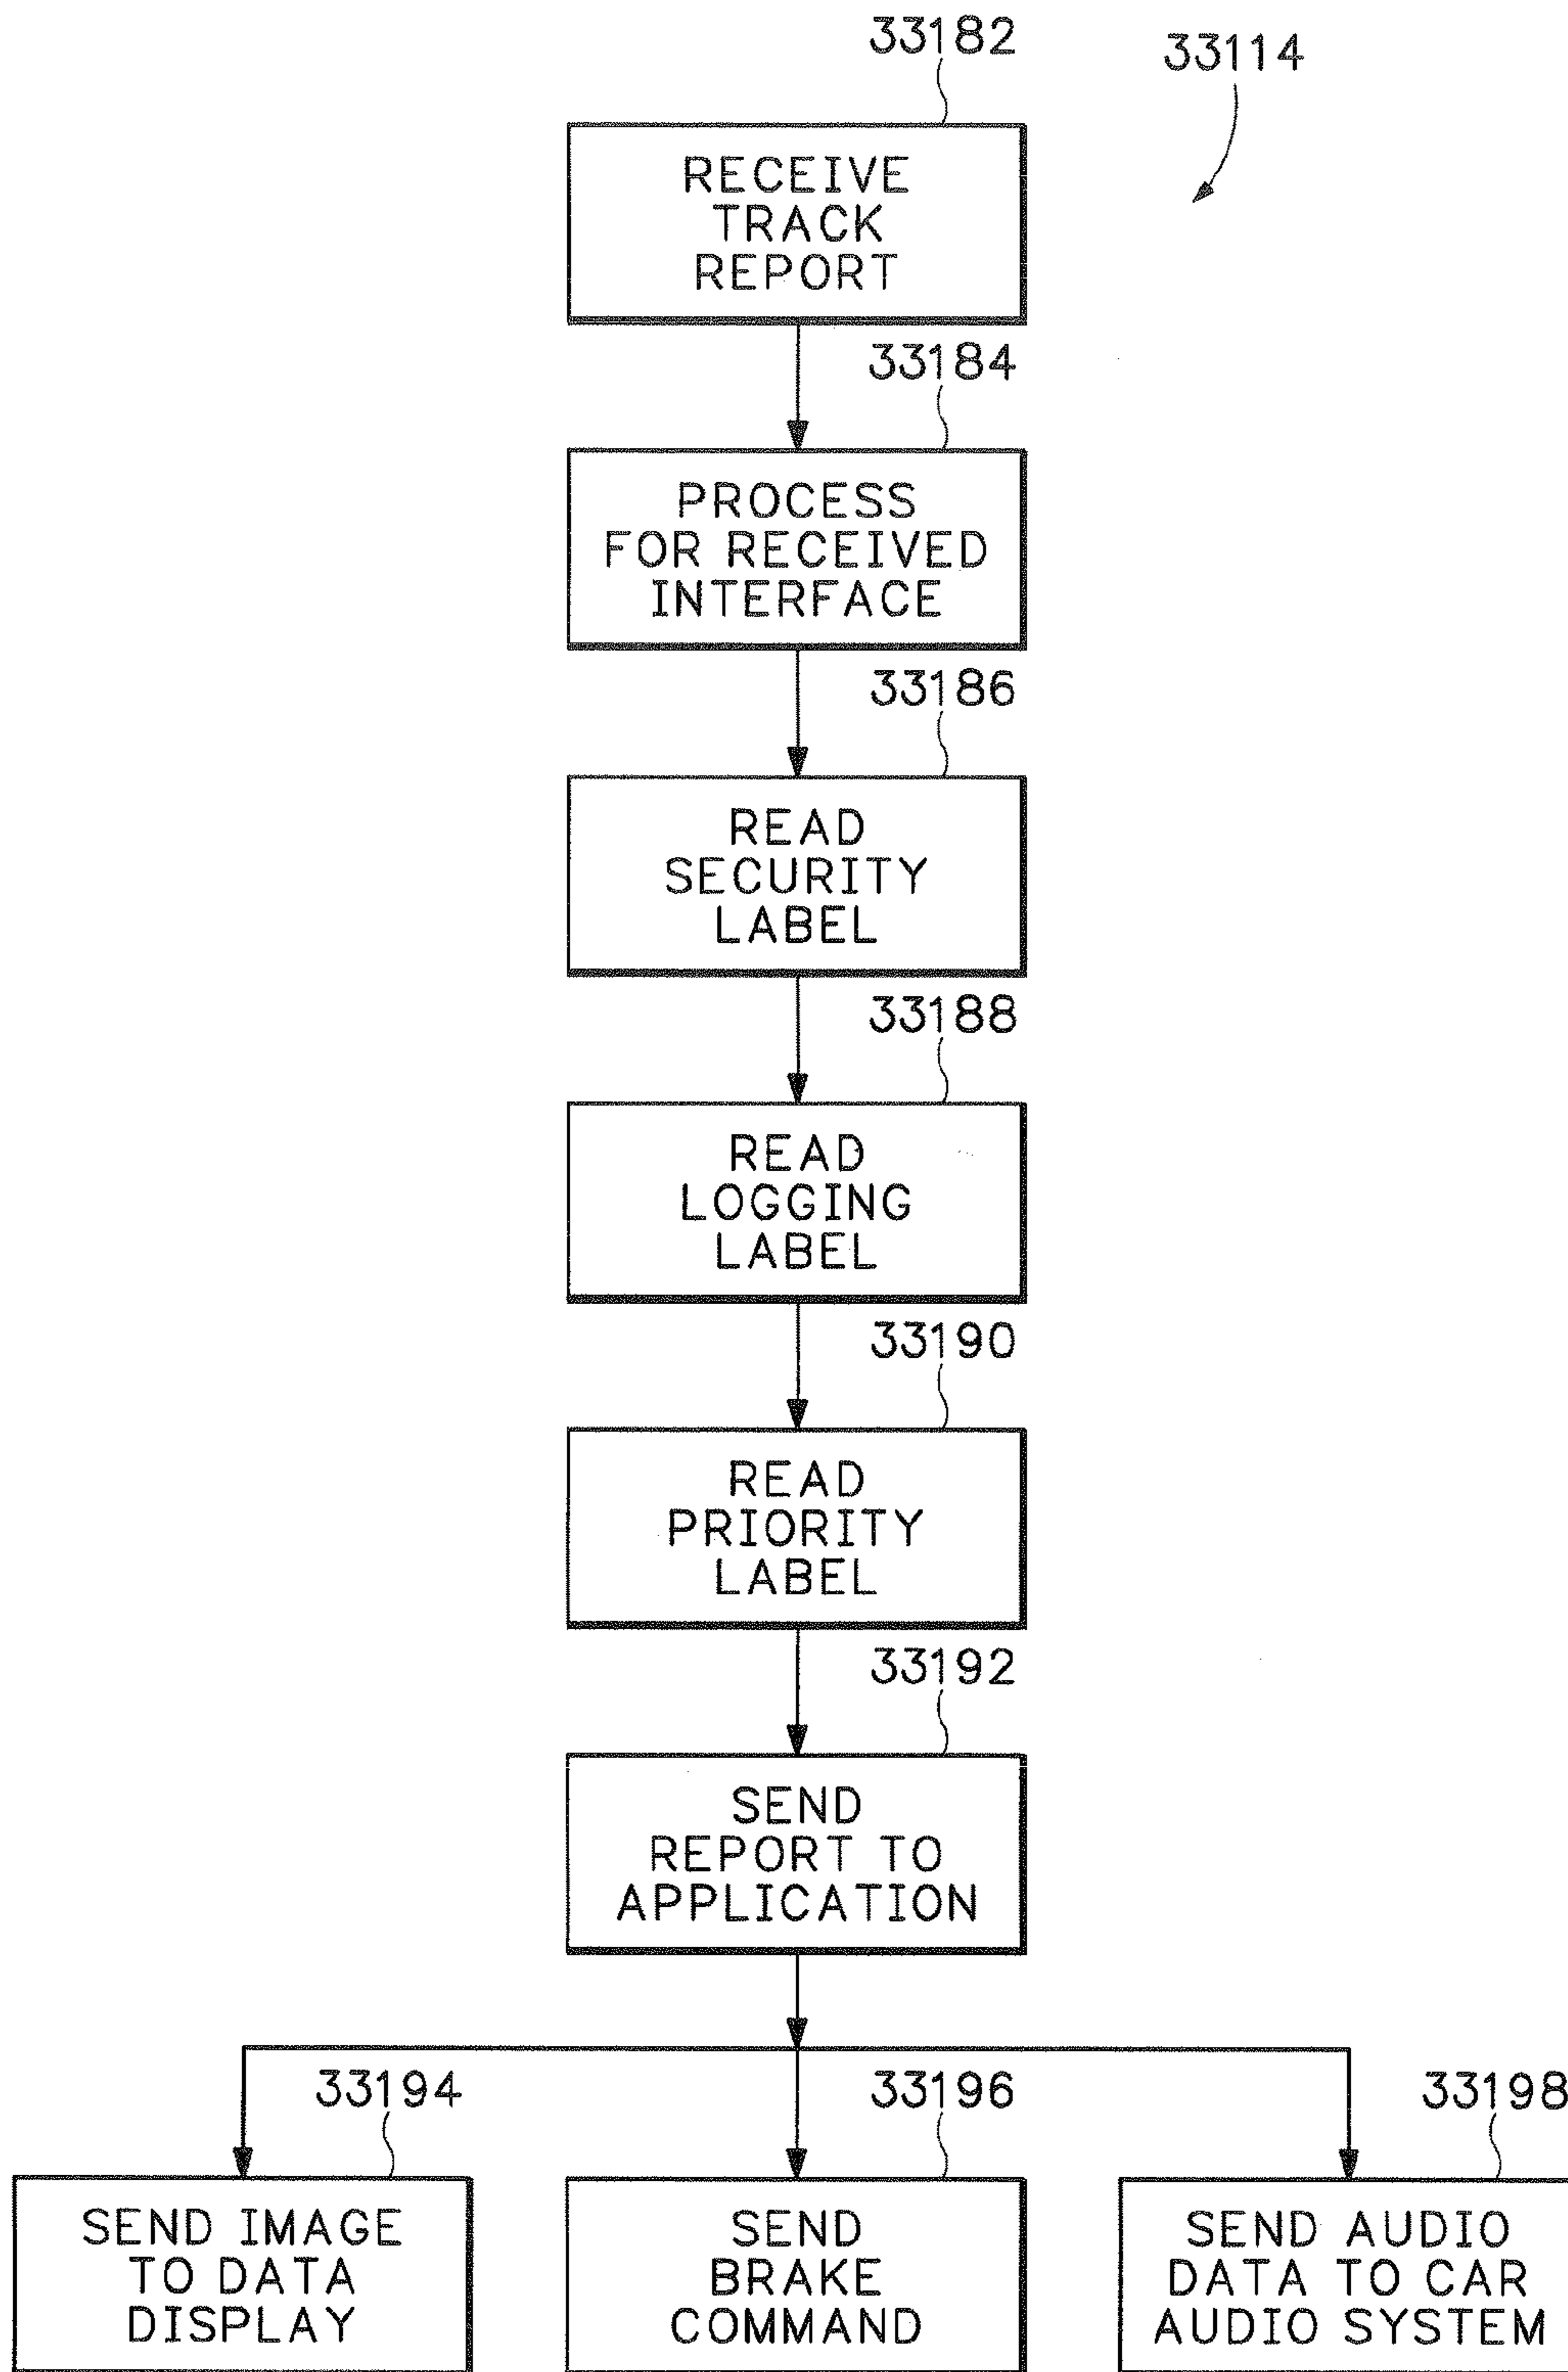 33182
33114
RECEIVE
TRACK
REPORT
33184
PROCESS
FOR RECEIVED
INTERFACE
33186
READ
SECURITY
LABEL
33188
READ
LOGGING
LABEL
33190
READ
PRIORITY
LABEL
33192
SEND
REPORT TO
APPLICATION
33194
SEND IMAGE
TO DATA
DISPLAY
33196
SEND
BRAKE
COMMAND
33198
SEND AUDIO
DATA TO CAR
AUDIO SYSTEM